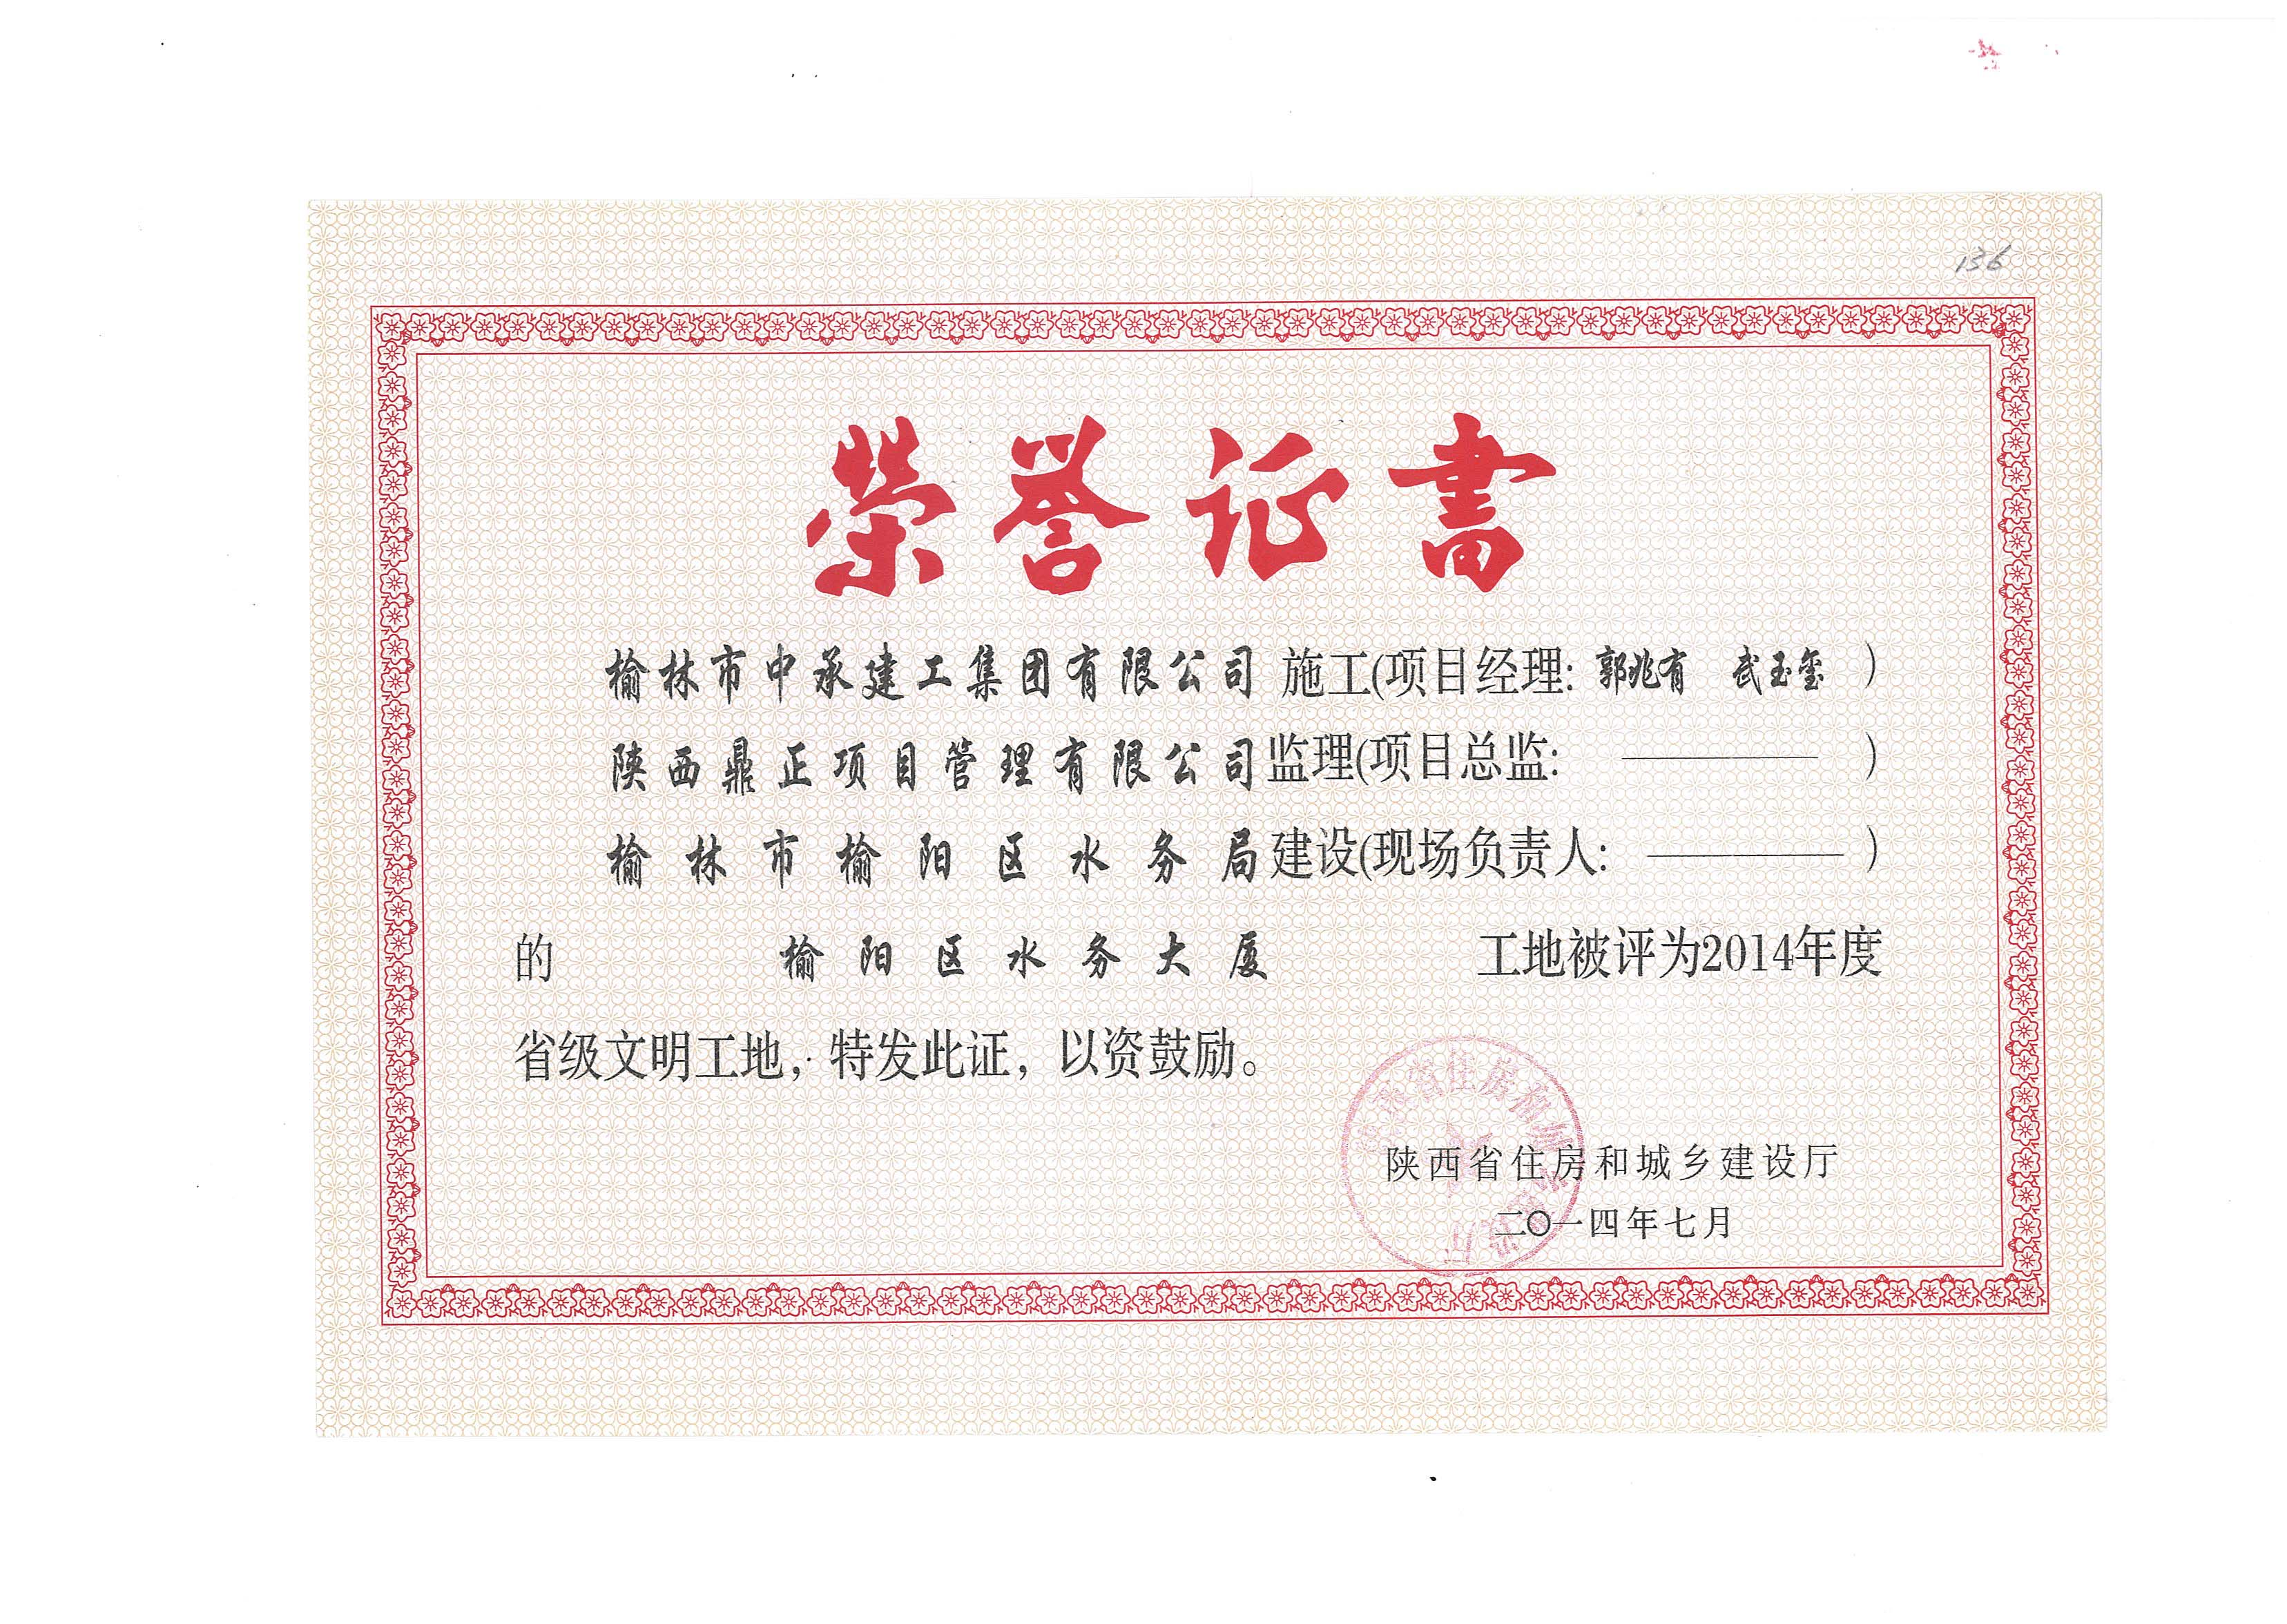 136
荣誉证书
榆林市中承建工集团有限公司 施工(项目经理: 郭兆有 武玉玺 )
陕西鼎正项目管理有限公司监理(项目总监: ———— )
榆林市榆阳区水务局建设(现场负责人: ———— )
的 榆阳区水务大厦 工地被评为2014年度
省级文明工地，特发此证，以资鼓励。
陕西省住房和城乡建设厅
二〇一四年七月